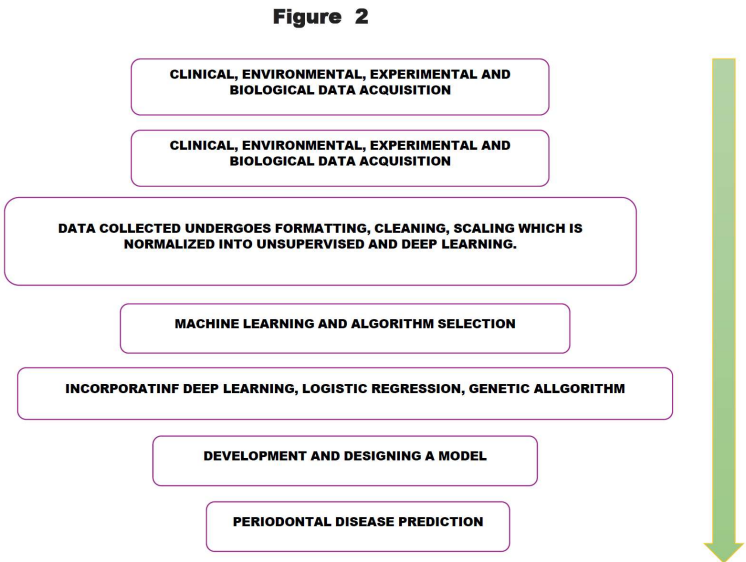 Figure 2
CLINICAL, ENVIRONMENTAL, EXPERIMENTAL AND
BIOLOGICAL DATA ACQUISITION
CLINICAL, ENVIRONMENTAL, EXPERIMENTAL AND
BIOLOGICAL DATA ACQUISITION
DATA COLLECTED UNDERGOES FORMATTING, CLEANING, SCALING WHICH IS
NORMALIZED INTO UNSUPERVISED AND DEEP LEARNING.
MACHINE LEARNING AND ALGORITHM SELECTION
INCORPORATINF DEEP LEARNING, LOGISTIC REGRESSION, GENETIC ALLGORITHM
DEVELOPMENT AND DESIGNING A MODEL
PERIODONTAL DISEASE PREDICTION